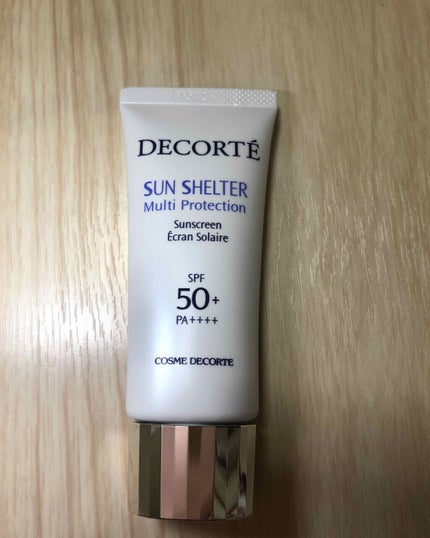 DECORTÉ
SUN SHELTER
Multi Protection
Sunscreen
Écran Solaire
SPF
50+
PA++++
COSME DECORTE